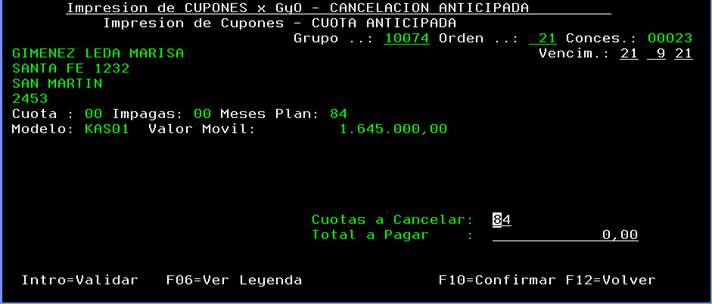 Impresion de CUPONES x GyO - CANCELACION ANTICIPADA
Impresion de Cupones - CUOTA ANTICIPADA
Grupo ..: 10074 Orden ..: 21 Conces.: 00023
GIMENEZ LEDA MARISA Vencim.: 21 9 21
SANTA FE 1232
SAN MARTIN
2453
Cuota : 00 Impagas: 00 Meses Plan: 84
Modelo: KAS01 Valor Movil: 1.645.000,00
Cuotas a Cancelar: 84
Total a Pagar : 0,00
Intro=Validar F06=Ver Leyenda F10=Confirmar F12=Volver